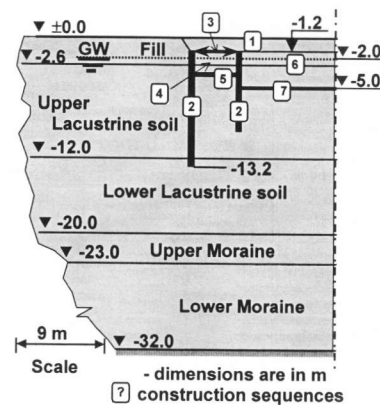 ±0.0
GW
Fill
3
1
-1.2
-2.0
-2.6
6
4
5
7
-5.0
2
2
Upper
Lacustrine soil
-12.0
-13.2
Lower Lacustrine soil
-20.0
Upper Moraine
-23.0
Lower Moraine
9 m
-32.0
Scale
- dimensions are in m
? construction sequences